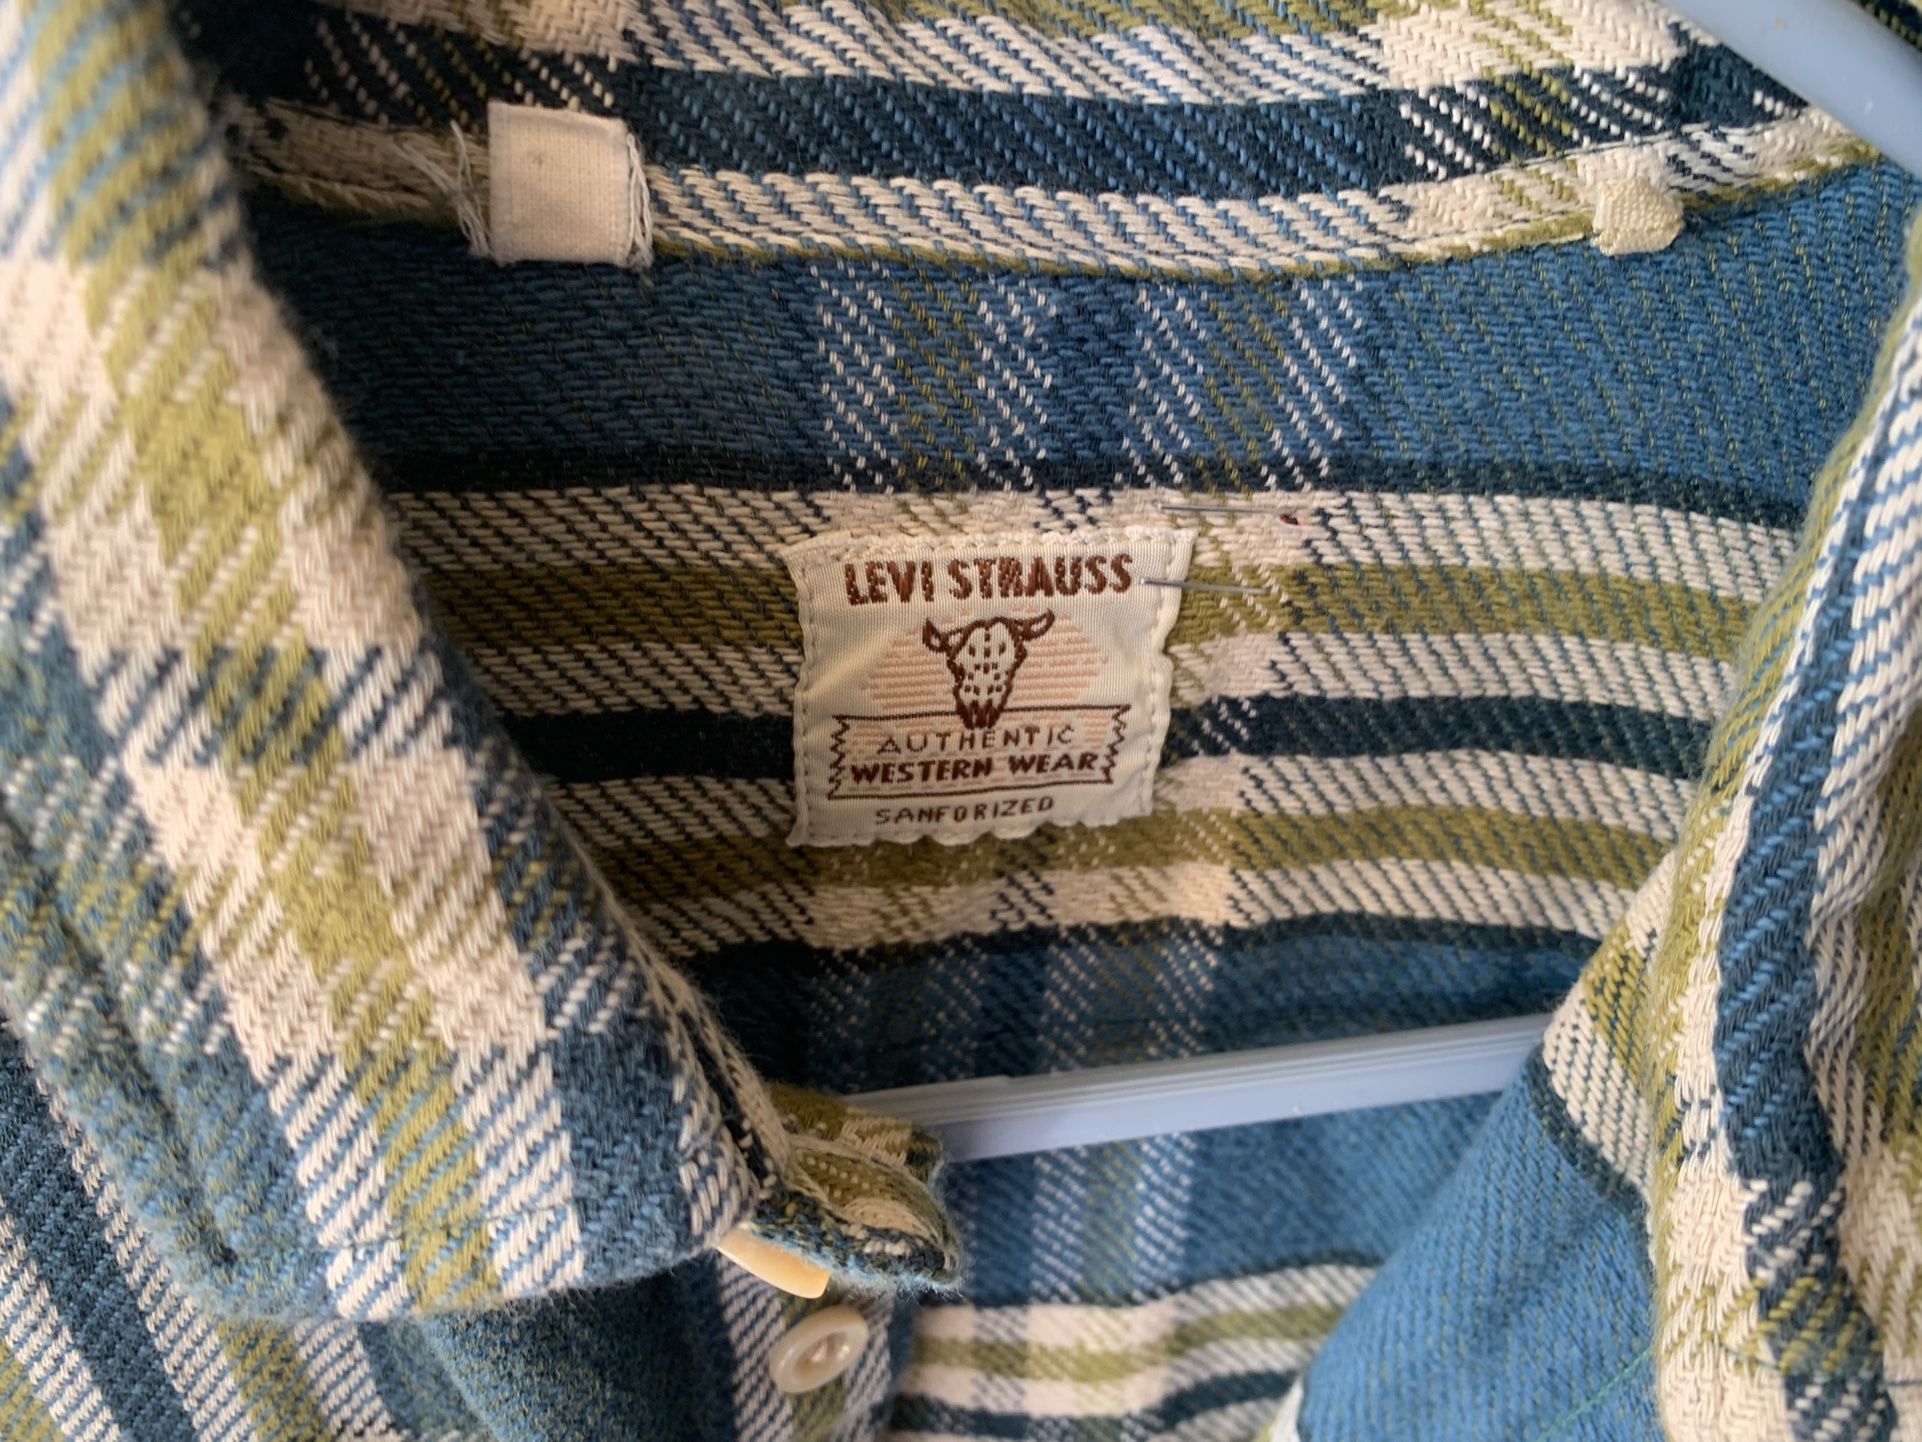 LEVI STRAUSS
AUTHENTIC
WESTERN WEAR
SANFORIZED